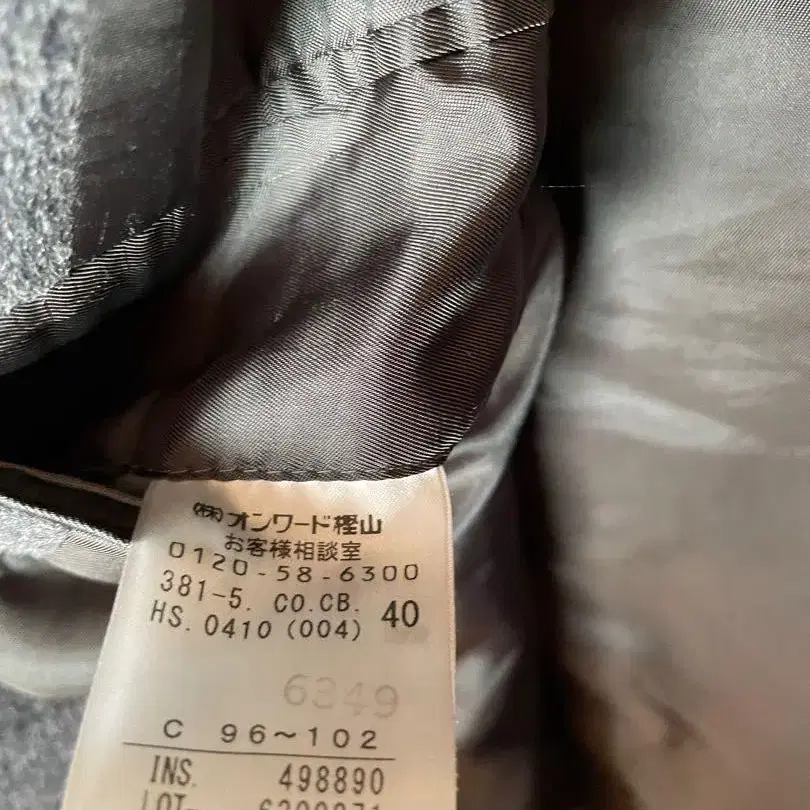 (株)オンワード樫山
お客様相談室
0120-58-6300
381-5. CO.CB. 40
HS. 0410 (004)
6349
C 96~102
INS. 498890
LOT-